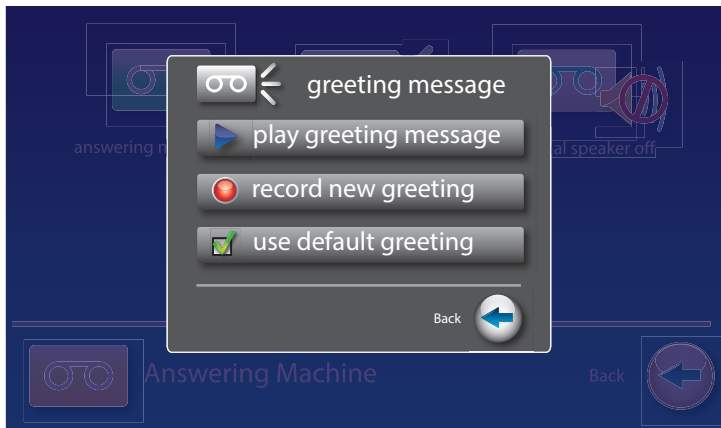 greeting message
play greeting message
record new greeting
use default greeting
Back
answering m
al speaker off
Answering Machine
Back